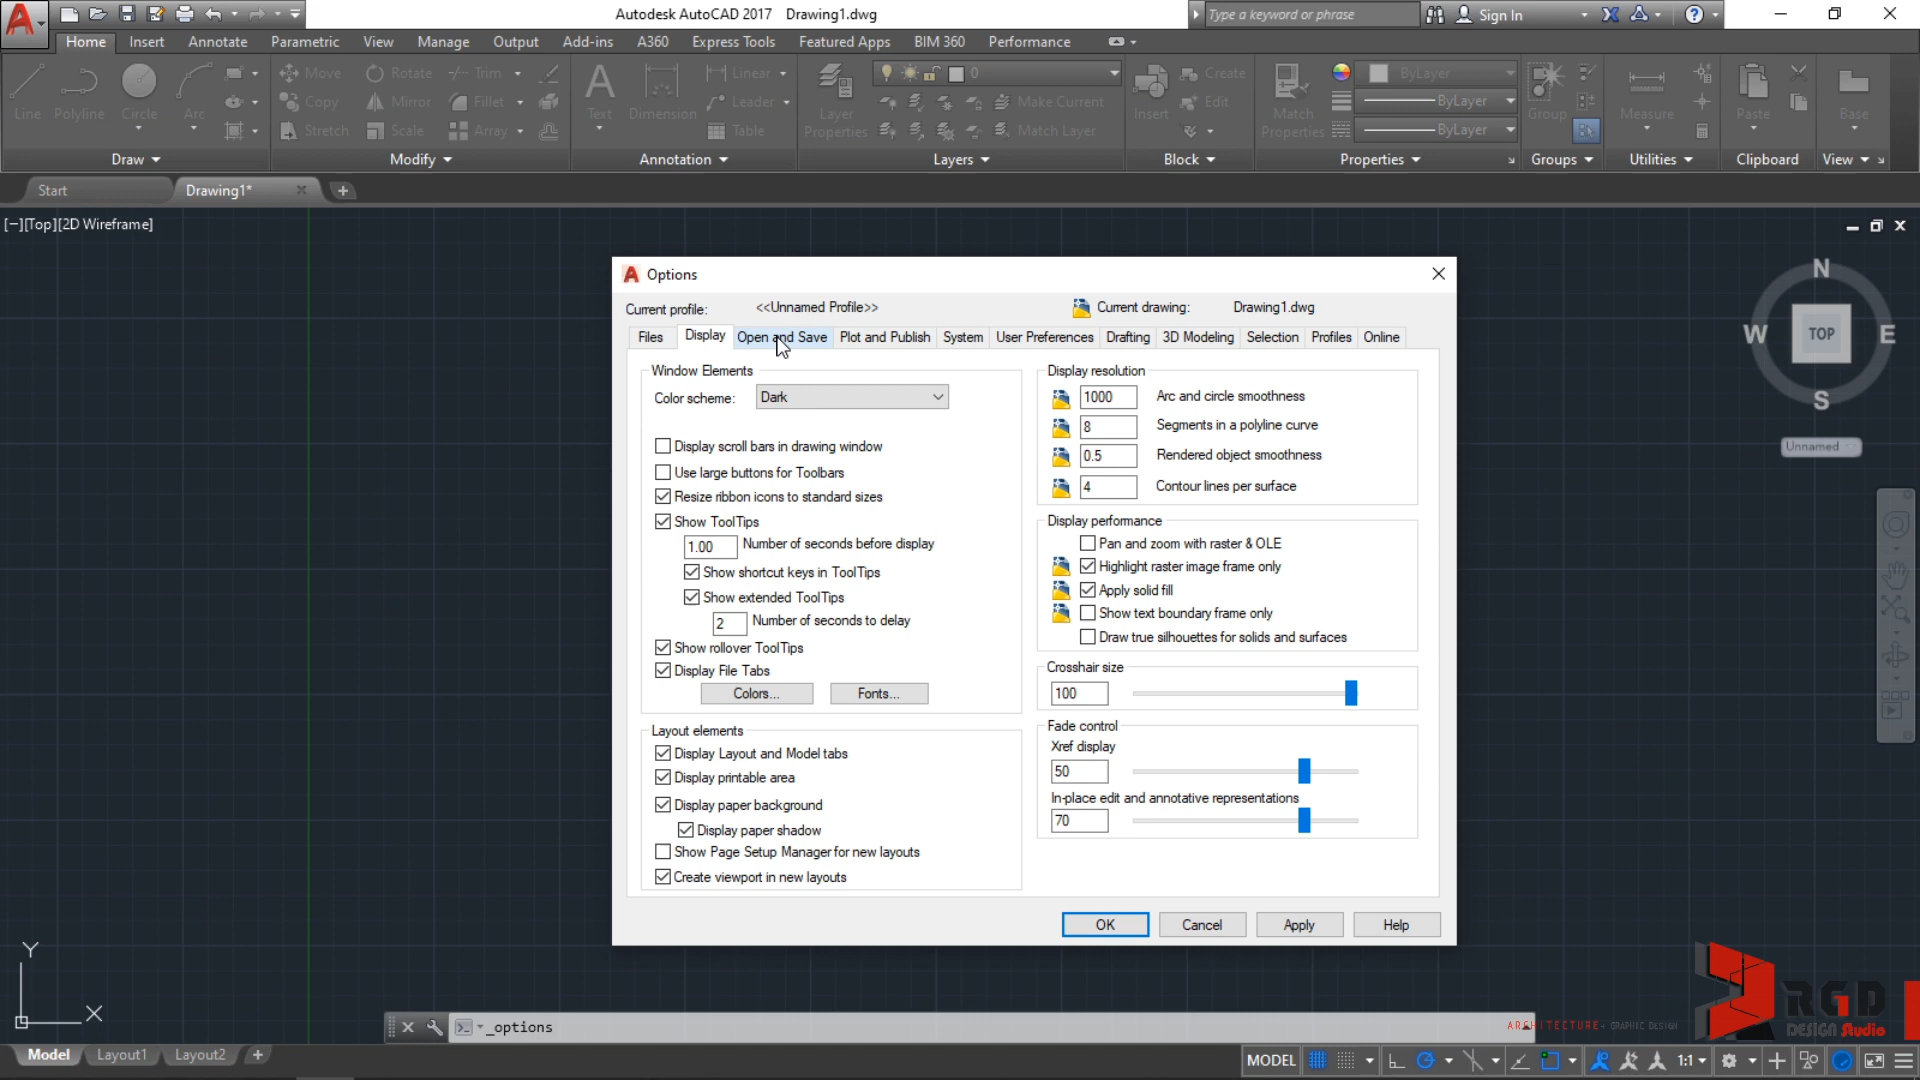 Autodesk AutoCAD 2017 Drawing1.dwg
Type a keyword or phrase
Sign In
Home Insert Annotate Parametric View Manage Output Add-ins A360 Express Tools Featured Apps BIM 360 Performance
Line Polyline Circle Arc
Move Rotate Trim
Copy Mirror Fillet
Stretch Scale Array
Text Dimension
Linear
Leader
Table
Layer Properties
0
Make Current
Match Layer
Insert
Create
Edit
Match Properties
ByLayer
ByLayer
ByLayer
Group
Measure
Paste
Base
Draw Modify Annotation Layers Block Properties Groups Utilities Clipboard View
Start Drawing1*
[−][Top][2D Wireframe]
N
W TOP E
S
Unnamed
Options
Current profile: <<Unnamed Profile>> Current drawing: Drawing1.dwg
Files Display Open and Save Plot and Publish System User Preferences Drafting 3D Modeling Selection Profiles Online
Window Elements
Color scheme: Dark
Display scroll bars in drawing window
Use large buttons for Toolbars
Resize ribbon icons to standard sizes
Show ToolTips
1.00 Number of seconds before display
Show shortcut keys in ToolTips
Show extended ToolTips
2 Number of seconds to delay
Show rollover ToolTips
Display File Tabs
Colors... Fonts...
Layout elements
Display Layout and Model tabs
Display printable area
Display paper background
Display paper shadow
Show Page Setup Manager for new layouts
Create viewport in new layouts
Display resolution
1000 Arc and circle smoothness
8 Segments in a polyline curve
0.5 Rendered object smoothness
4 Contour lines per surface
Display performance
Pan and zoom with raster & OLE
Highlight raster image frame only
Apply solid fill
Show text boundary frame only
Draw true silhouettes for solids and surfaces
Crosshair size
100
Fade control
Xref display
50
In-place edit and annotative representations
70
OK Cancel Apply Help
Y
X
_options
RGD
DESIGN Studio
ARCHITECTURE + GRAPHIC DESIGN
Model Layout1 Layout2
MODEL 1:1